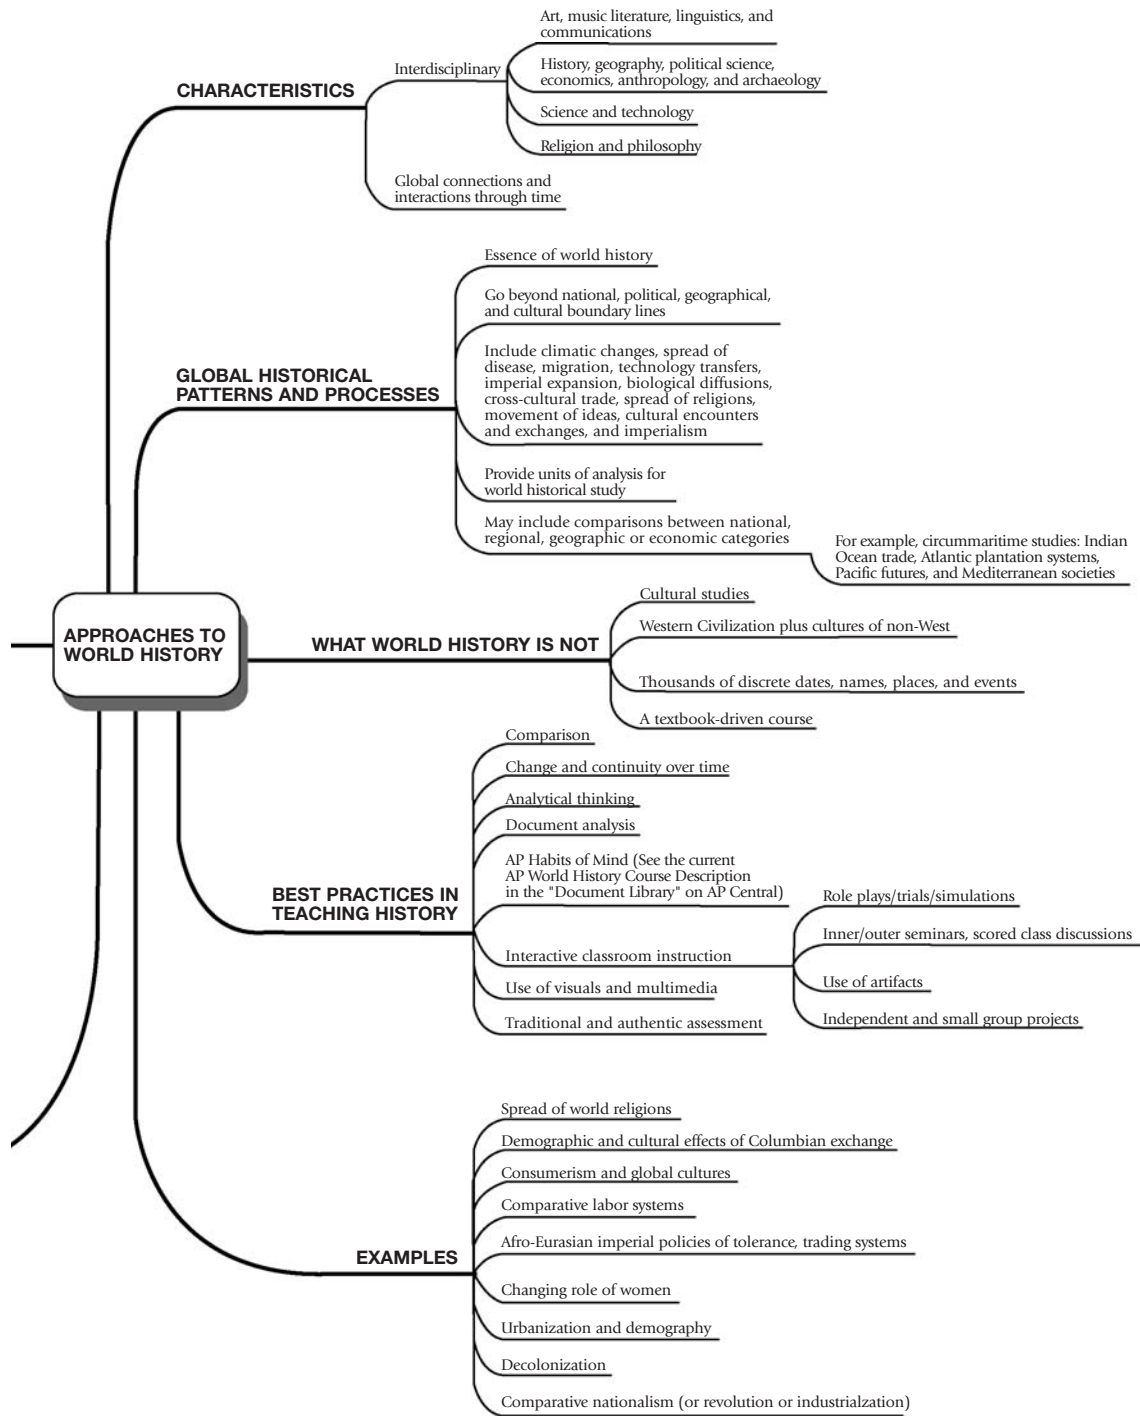 APPROACHES TO
WORLD HISTORY
CHARACTERISTICS
Interdisciplinary
Art, music literature, linguistics, and
communications
History, geography, political science,
economics, anthropology, and archaeology
Science and technology
Religion and philosophy
Global connections and
interactions through time
GLOBAL HISTORICAL
PATTERNS AND PROCESSES
Essence of world history
Go beyond national, political, geographical,
and cultural boundary lines
Include climatic changes, spread of
disease, migration, technology transfers,
imperial expansion, biological diffusions,
cross-cultural trade, spread of religions,
movement of ideas, cultural encounters
and exchanges, and imperialism
Provide units of analysis for
world historical study
May include comparisons between national,
regional, geographic or economic categories
For example, circummaritime studies: Indian
Ocean trade, Atlantic plantation systems,
Pacific futures, and Mediterranean societies
WHAT WORLD HISTORY IS NOT
Cultural studies
Western Civilization plus cultures of non-West
Thousands of discrete dates, names, places, and events
A textbook-driven course
BEST PRACTICES IN
TEACHING HISTORY
Comparison
Change and continuity over time
Analytical thinking
Document analysis
AP Habits of Mind (See the current
AP World History Course Description
in the "Document Library" on AP Central)
Interactive classroom instruction
Role plays/trials/simulations
Inner/outer seminars, scored class discussions
Use of artifacts
Independent and small group projects
Use of visuals and multimedia
Traditional and authentic assessment
EXAMPLES
Spread of world religions
Demographic and cultural effects of Columbian exchange
Consumerism and global cultures
Comparative labor systems
Afro-Eurasian imperial policies of tolerance, trading systems
Changing role of women
Urbanization and demography
Decolonization
Comparative nationalism (or revolution or industrialzation)